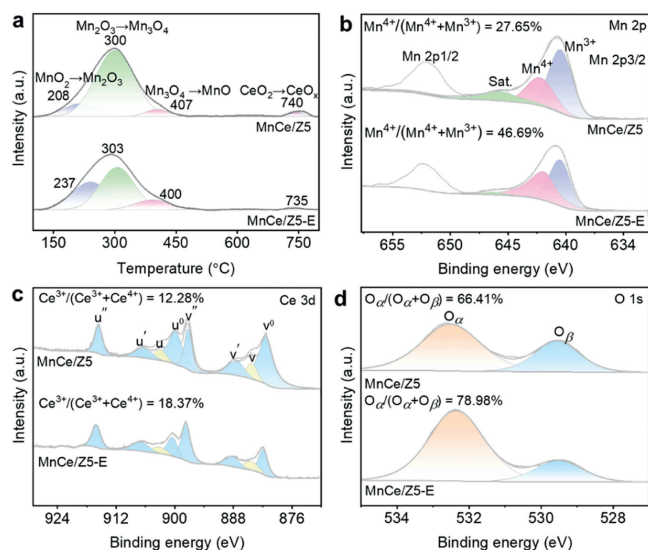 a
Mn₂O₃→Mn₃O₄
300
MnO₂→Mn₂O₃
208
Mn₃O₄→MnO
407
CeO₂→CeOₓ
740
MnCe/Z5
303
237
400
735
MnCe/Z5-E
Intensity (a.u.)
150 300 450 600 750
Temperature (°C)
b
Mn⁴⁺/(Mn⁴⁺+Mn³⁺) = 27.65%
Mn 2p
Mn 2p1/2
Sat.
Mn⁴⁺
Mn³⁺
Mn 2p3/2
MnCe/Z5
Mn⁴⁺/(Mn⁴⁺+Mn³⁺) = 46.69%
MnCe/Z5-E
Intensity (a.u.)
655 650 645 640 635
Binding energy (eV)
c
Ce³⁺/(Ce³⁺+Ce⁴⁺) = 12.28%
Ce 3d
u″ u′ u u⁰ v″ v′ v v⁰
MnCe/Z5
Ce³⁺/(Ce³⁺+Ce⁴⁺) = 18.37%
MnCe/Z5-E
Intensity (a.u.)
924 912 900 888 876
Binding energy (eV)
d
Oα/(Oα+Oβ) = 66.41%
O 1s
Oα
Oβ
MnCe/Z5
Oα/(Oα+Oβ) = 78.98%
MnCe/Z5-E
Intensity (a.u.)
535 532 529 526
Binding energy (eV)